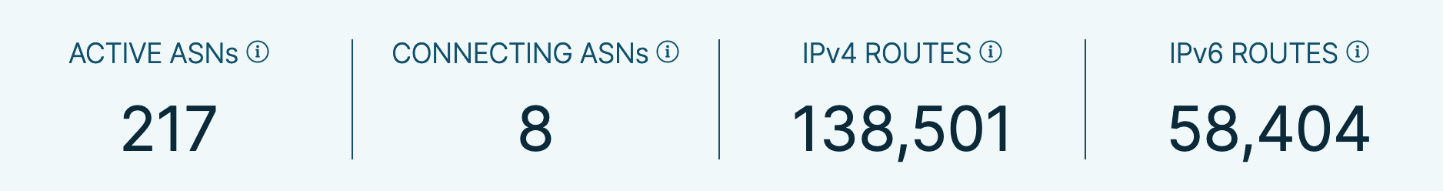 ACTIVE ASNs CONNECTING ASNs IPv4 ROUTES IPv6 ROUTES
217 8 138,501 58,404